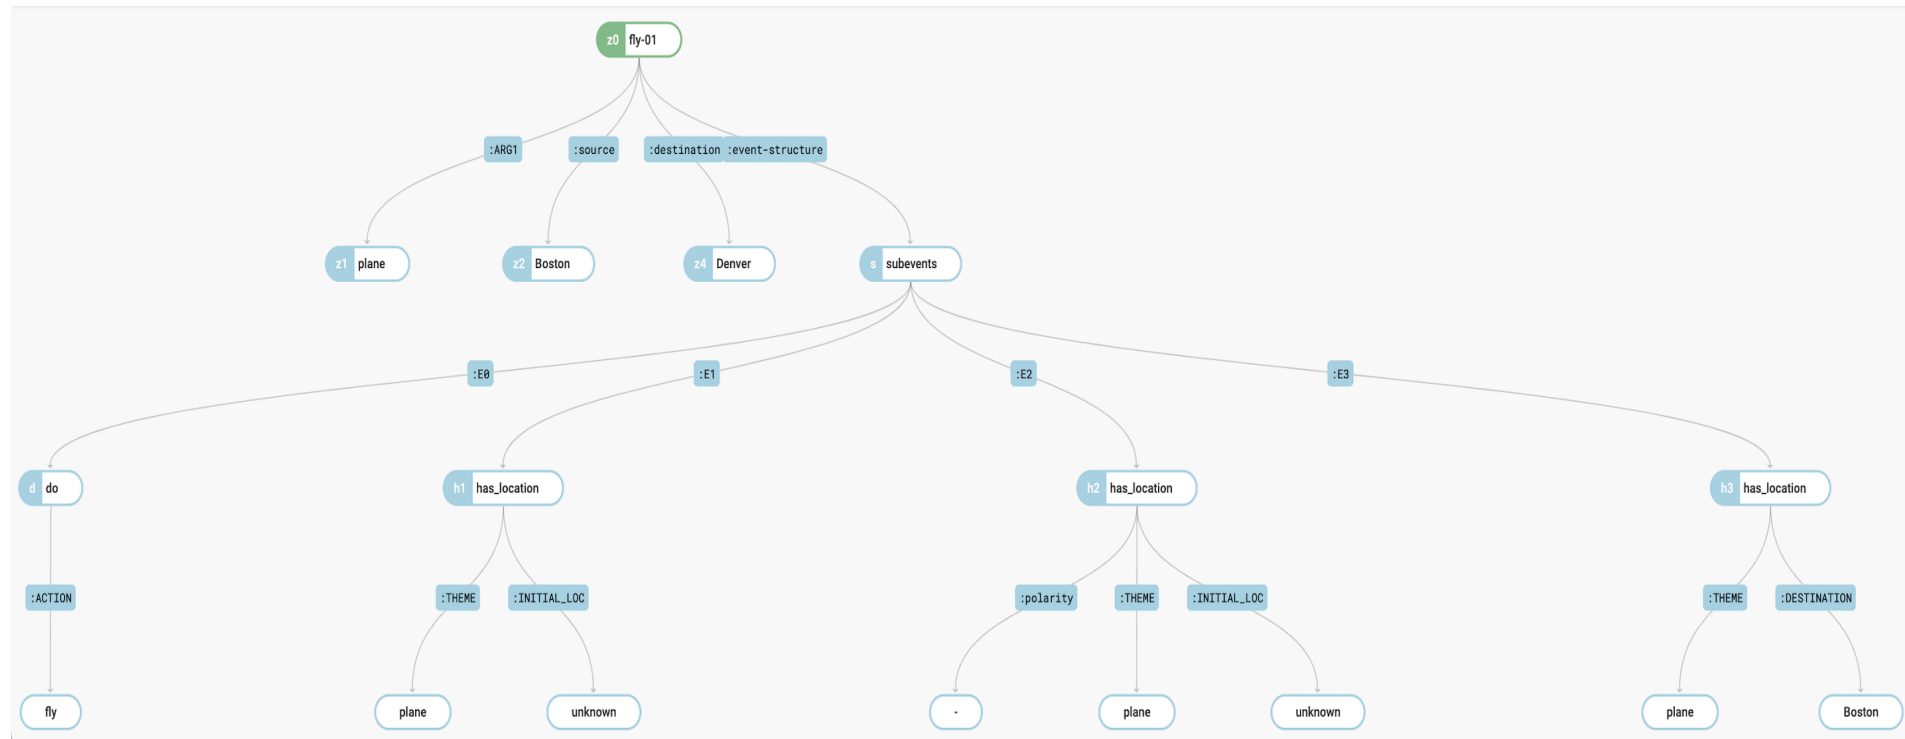 z0 fly-01
:ARG1 :source :destination :event-structure
z1 plane z2 Boston z4 Denver s subevents
:E0 :E1 :E2 :E3
d do h1 has_location h2 has_location h3 has_location
:ACTION :THEME :INITIAL_LOC :polarity :THEME :INITIAL_LOC :THEME :DESTINATION
fly plane unknown - plane unknown plane Boston